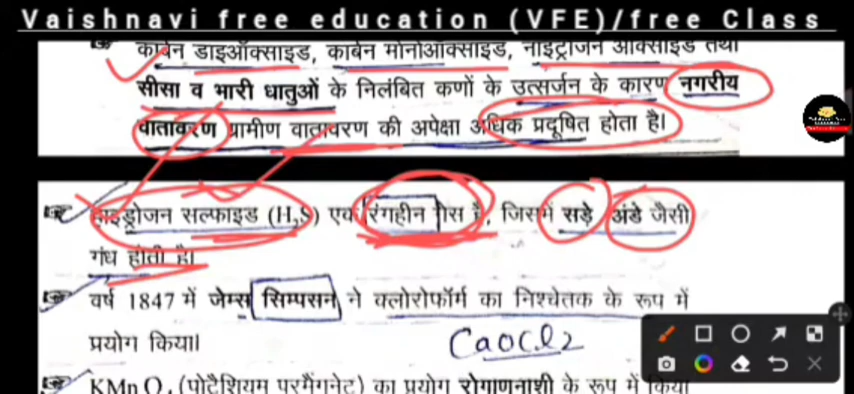 Vaishnavi free education (VFE)/free Class
कार्बन डाइऑक्साइड, कार्बन मोनोऑक्साइड, नाइट्रोजन ऑक्साइड तथा
सीसा व भारी धातुओं के निलंबित कणों के उत्सर्जन के कारण नगरीय
वातावरण ग्रामीण वातावरण की अपेक्षा अधिक प्रदूषित होता है।
हाइड्रोजन सल्फाइड (H₂S) एक रंगहीन गैस है, जिसमें सड़े अंडे जैसी
गंध होती है।
वर्ष 1847 में जेम्स सिम्पसन ने क्लोरोफॉर्म का निश्चेतक के रूप में
प्रयोग किया।
CaOCl2
KMnO₄ (पोटैशियम परमैंगनेट) का प्रयोग रोगाणुनाशी के रूप में किया